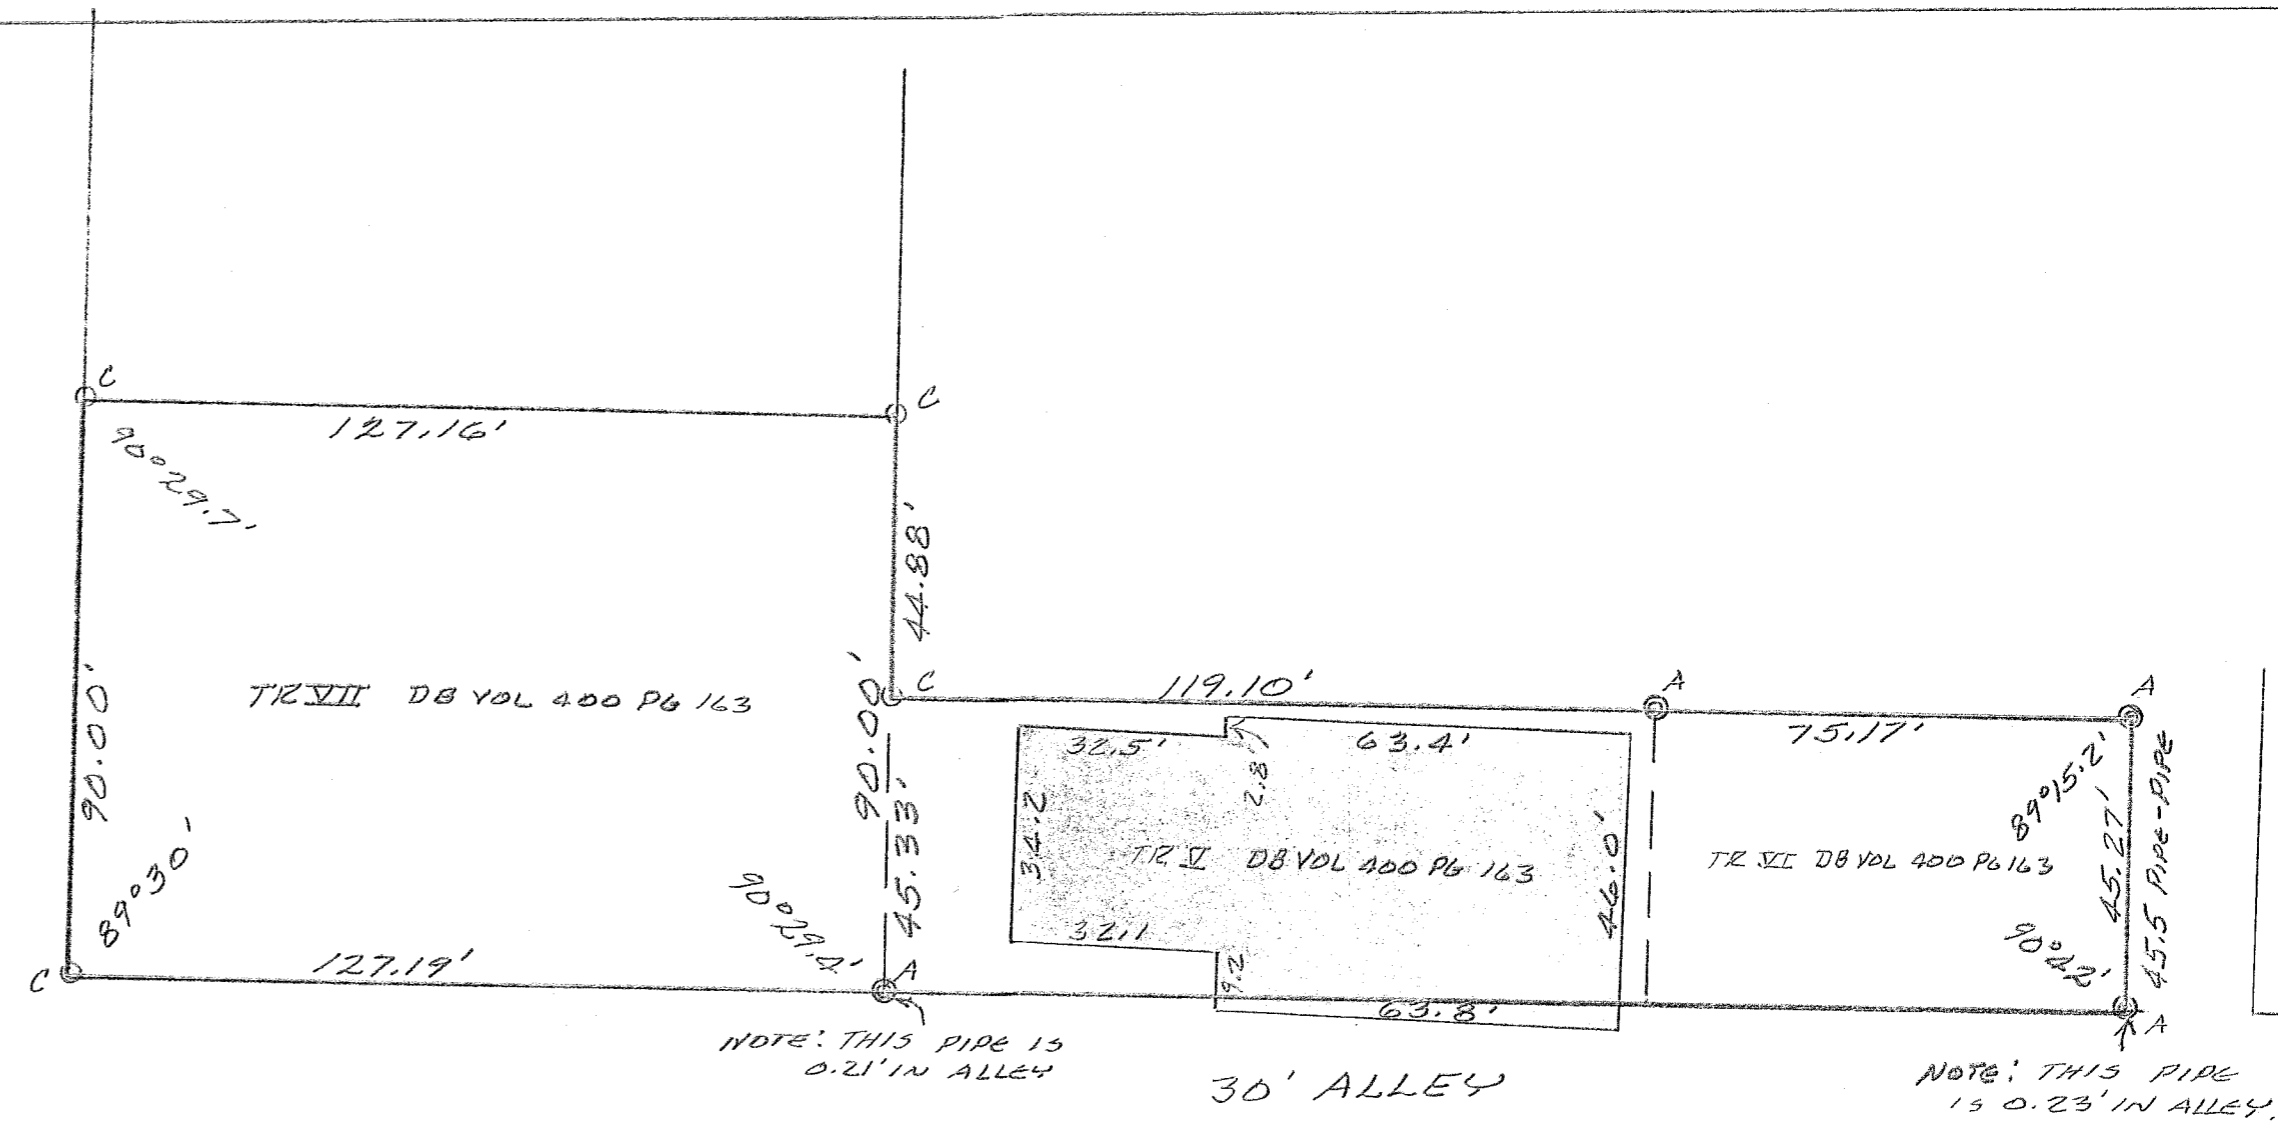 C
C
127.16'
90°29.7'
44.88'
90.00'
TR VII DB VOL 400 PG 163
90.00'
C
119.10'
A
A
75.17'
32.5'
63.4'
2.8'
34.2
45.33'
TR V DB VOL 400 PG 163
46.0'
TR VI DB VOL 400 PG 163
89°15.2'
45.27'
45.5 PIPE-PIPE
89°30'
90°29.4'
32.1
9.2
90°42'
C
127.19'
A
63.8'
A
NOTE: THIS PIPE IS
0.21' IN ALLEY
30' ALLEY
NOTE: THIS PIPE
IS 0.23' IN ALLEY.